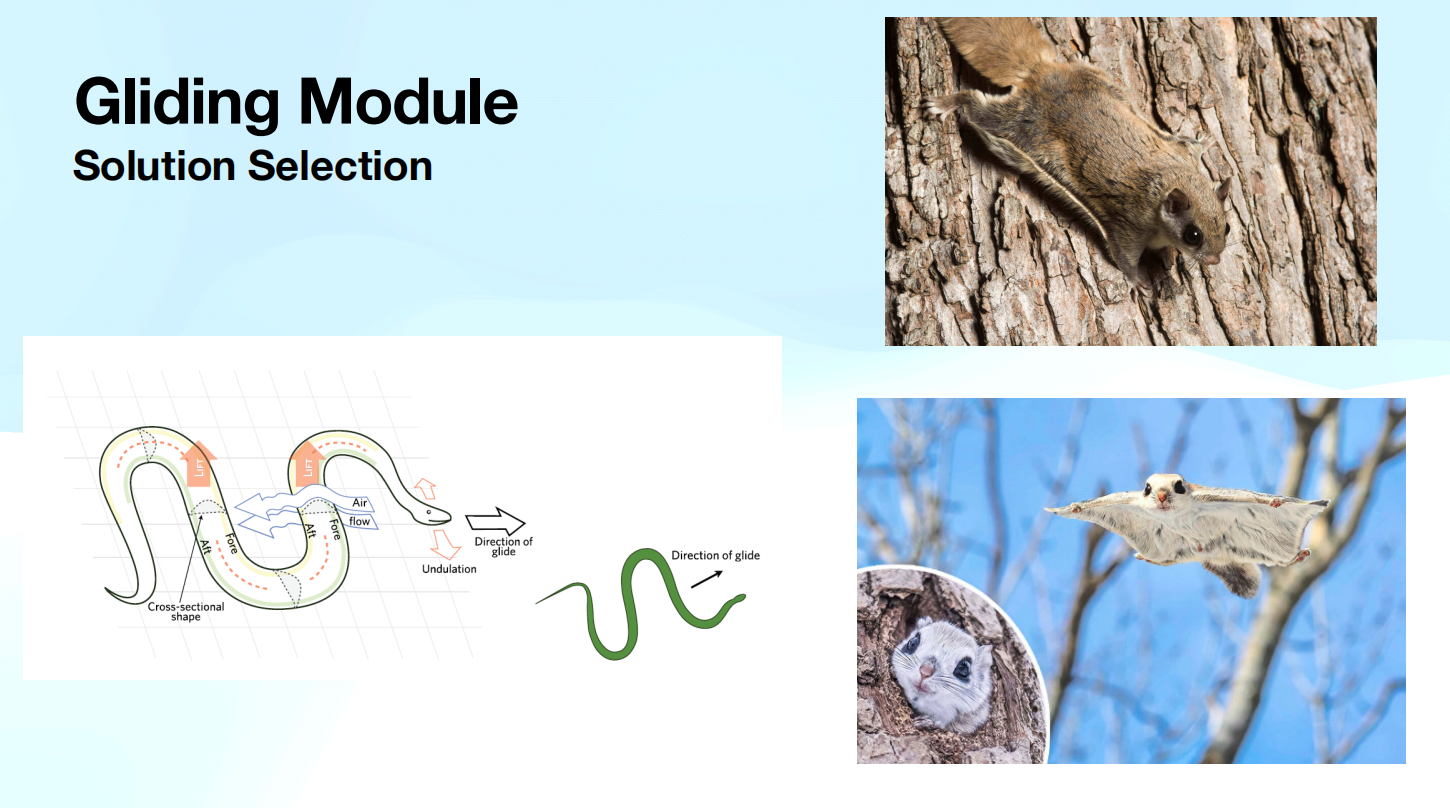 Gliding Module
Solution Selection
LIFT
LIFT
Air
flow
Fore
Aft
Fore
Aft
Direction of
glide
Undulation
Cross-sectional
shape
Direction of glide